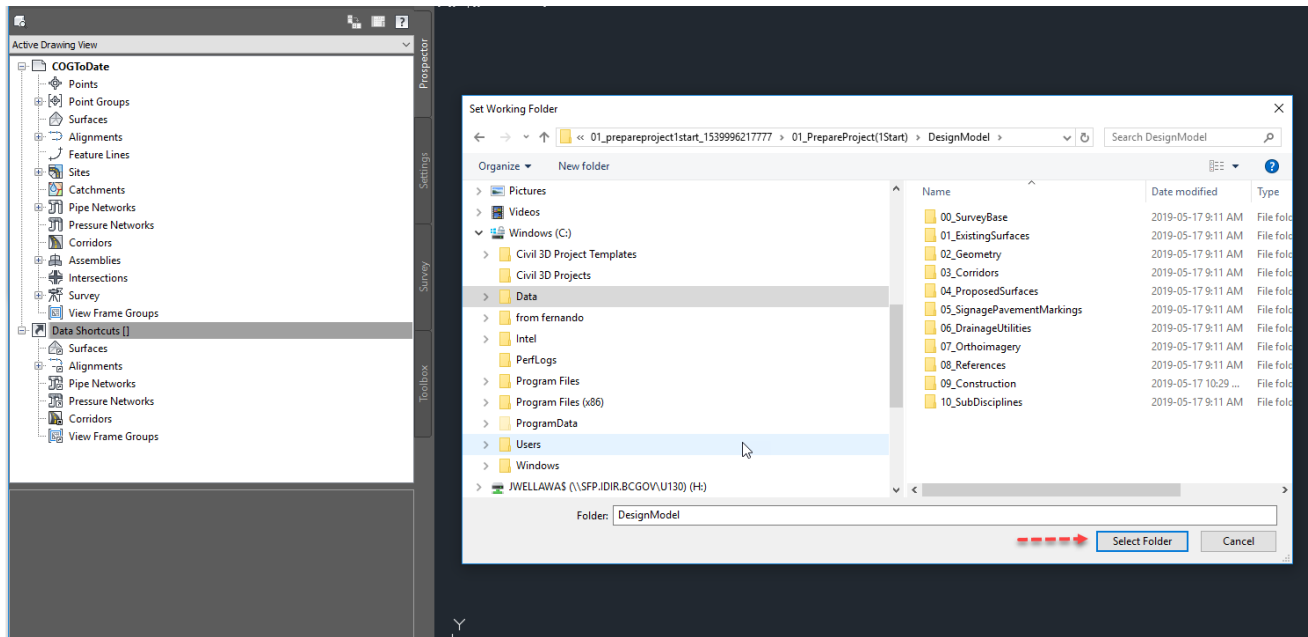 Active Drawing View
COGToDate
Points
Point Groups
Surfaces
Alignments
Feature Lines
Sites
Catchments
Pipe Networks
Pressure Networks
Corridors
Assemblies
Intersections
Survey
View Frame Groups
Data Shortcuts []
Surfaces
Alignments
Pipe Networks
Pressure Networks
Corridors
View Frame Groups
Prospector
Settings
Survey
Toolbox
Set Working Folder
« 01_prepareproject1start_1539996217777 > 01_PrepareProject(1Start) > DesignModel >
Search DesignModel
Organize
New folder
Pictures
Videos
Windows (C:)
Civil 3D Project Templates
Civil 3D Projects
Data
from fernando
Intel
PerfLogs
Program Files
Program Files (x86)
ProgramData
Users
Windows
JWELLAWA$ (\\SFP.IDIR.BCGOV\U130) (H:)
Name Date modified Type
00_SurveyBase 2019-05-17 9:11 AM File fold
01_ExistingSurfaces 2019-05-17 9:11 AM File fold
02_Geometry 2019-05-17 9:11 AM File fold
03_Corridors 2019-05-17 9:11 AM File fold
04_ProposedSurfaces 2019-05-17 9:11 AM File fold
05_SignagePavementMarkings 2019-05-17 9:11 AM File fold
06_DrainageUtilities 2019-05-17 9:11 AM File fold
07_Orthoimagery 2019-05-17 9:11 AM File fold
08_References 2019-05-17 9:11 AM File fold
09_Construction 2019-05-17 10:29 ... File fold
10_SubDisciplines 2019-05-17 9:11 AM File fold
Folder: DesignModel
Select Folder
Cancel
Y